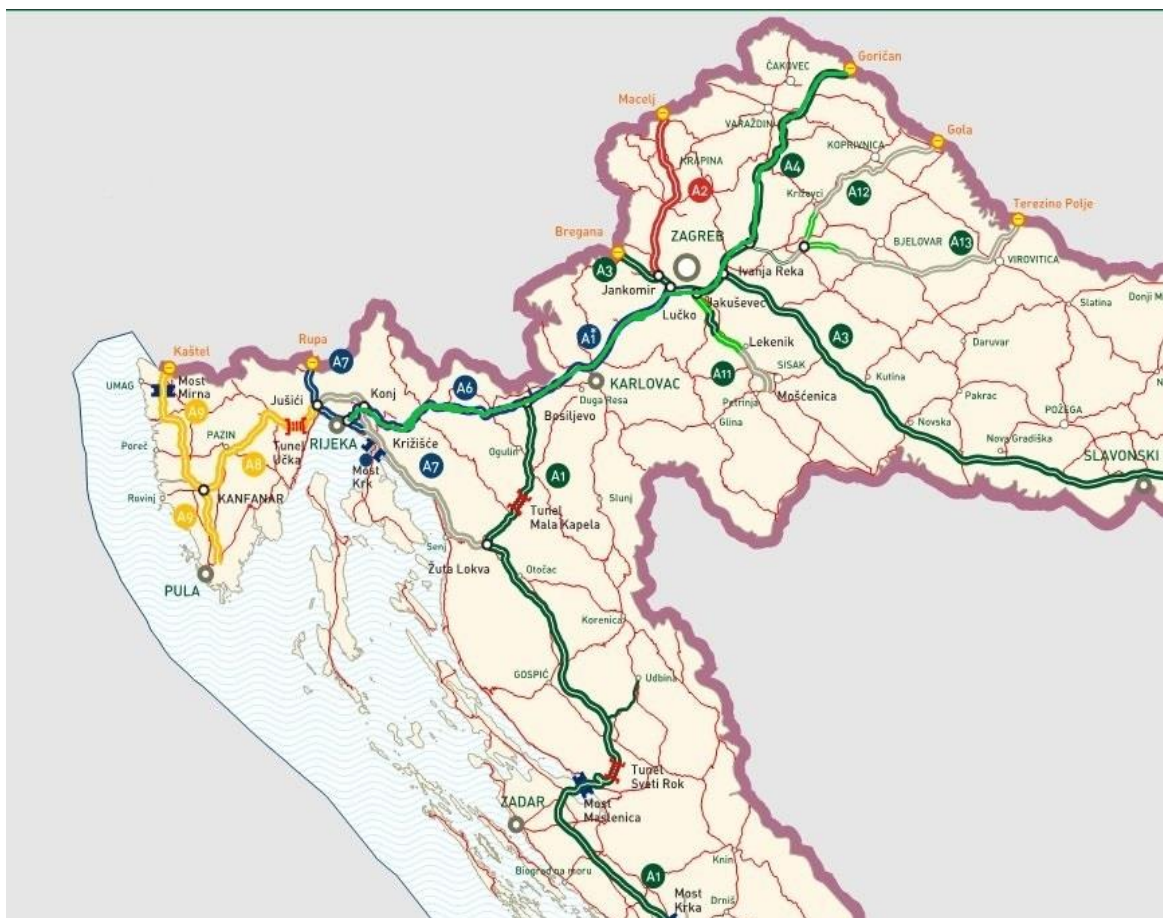 Goričan
ČAKOVEC
Macelj
VARAŽDIN
Gola
KOPRIVNICA
KRAPINA
A4
A2
Križevci
A12
Terezino Polje
Bregana
ZAGREB
BJELOVAR
A13
VIROVITICA
A3
Ivanja Reka
Jankomir
Jakuševec
Slatina
Donji M
Lučko
A1
Lekenik
A3
Daruvar
Kaštel
Rupa
A7
A11
SISAK
Kutina
UMAG
Most
Mirna
Konj
A6
KARLOVAC
Mošćenica
Pakrac
Jušići
Duga Resa
Petrinja
A9
Bosiljevo
Glina
Novska
POŽEGA
Tunel
Učka
RIJEKA
Križišće
PAZIN
Nova Gradiška
Poreč
Ogulin
SLAVONSKI
A8
Most
Krk
A7
A1
KANFANAR
Rovinj
Slunj
A9
Tunel
Mala Kapela
Senj
Žuta Lokva
Otočac
PULA
Korenica
GOSPIĆ
Udbina
Tunel
Sveti Rok
ZADAR
Most
Maslenica
Knin
Biograd na moru
A1
Most
Krka
Drniš